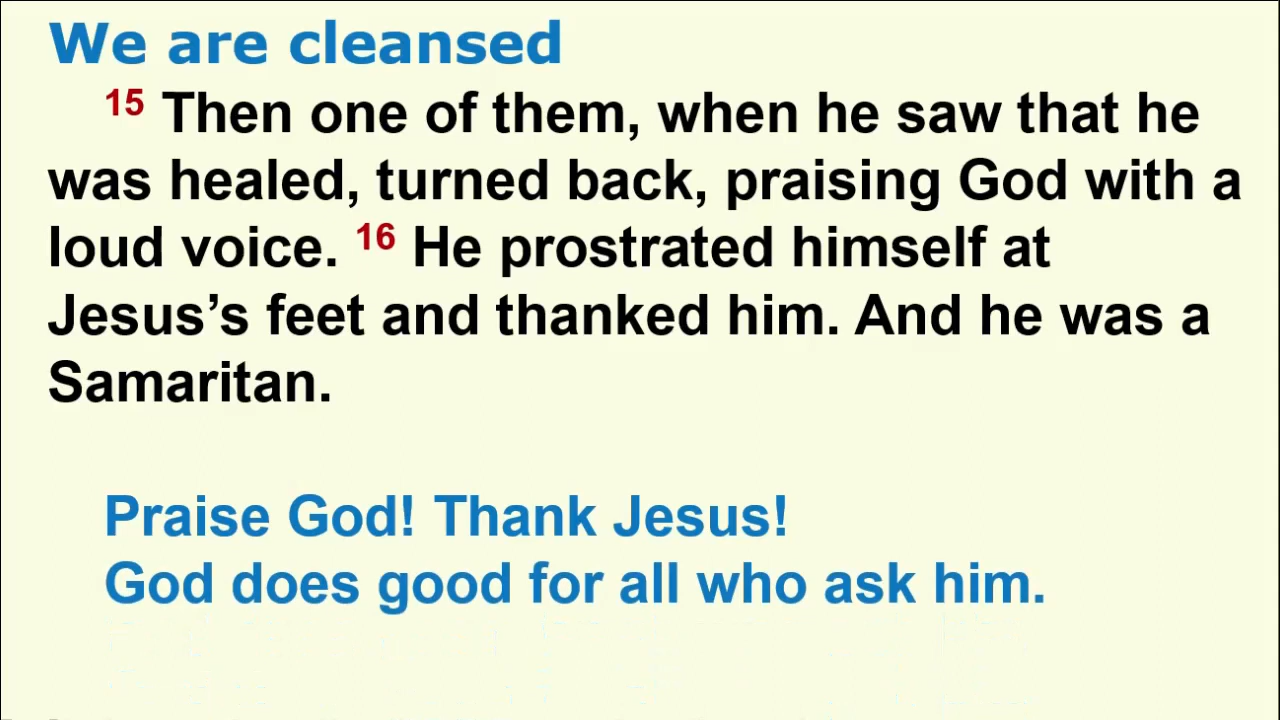 We are cleansed
15 Then one of them, when he saw that he
was healed, turned back, praising God with a
loud voice. 16 He prostrated himself at
Jesus’s feet and thanked him. And he was a
Samaritan.
Praise God! Thank Jesus!
God does good for all who ask him.